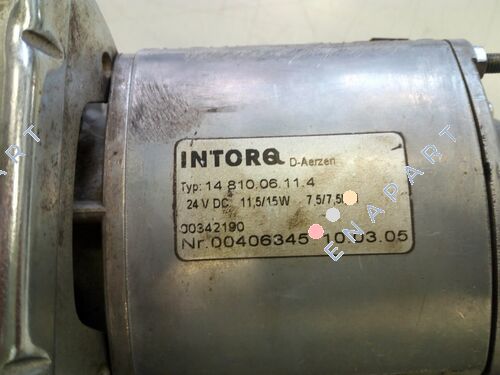 INTORQ D-Aerzen
Typ: 14.810.06.11.4
24 V DC 11,5/15W 7,5/7,5
00342190
Nr. 00406345 10.03.05
ENAPART
ENAPART